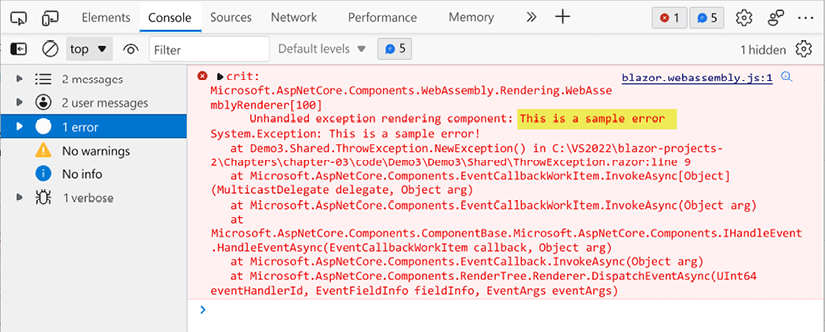 Elements Console Sources Network Performance Memory 1 5
top Filter Default levels 5 1 hidden
2 messages
2 user messages
1 error
No warnings
No info
1 verbose
crit: blazor.webassembly.js:1
Microsoft.AspNetCore.Components.WebAssembly.Rendering.WebAsse
mblyRenderer[100]
Unhandled exception rendering component: This is a sample error
System.Exception: This is a sample error!
at Demo3.Shared.ThrowException.NewException() in C:\VS2022\blazor-projects-
2\Chapters\chapter-03\code\Demo3\Demo3\Shared\ThrowException.razor:line 9
at Microsoft.AspNetCore.Components.EventCallbackWorkItem.InvokeAsync[Object]
(MulticastDelegate delegate, Object arg)
at Microsoft.AspNetCore.Components.EventCallbackWorkItem.InvokeAsync(Object arg)
at
Microsoft.AspNetCore.Components.ComponentBase.Microsoft.AspNetCore.Components.IHandleEvent
.HandleEventAsync(EventCallbackWorkItem callback, Object arg)
at Microsoft.AspNetCore.Components.EventCallback.InvokeAsync(Object arg)
at Microsoft.AspNetCore.Components.RenderTree.Renderer.DispatchEventAsync(UInt64
eventHandlerId, EventFieldInfo fieldInfo, EventArgs eventArgs)